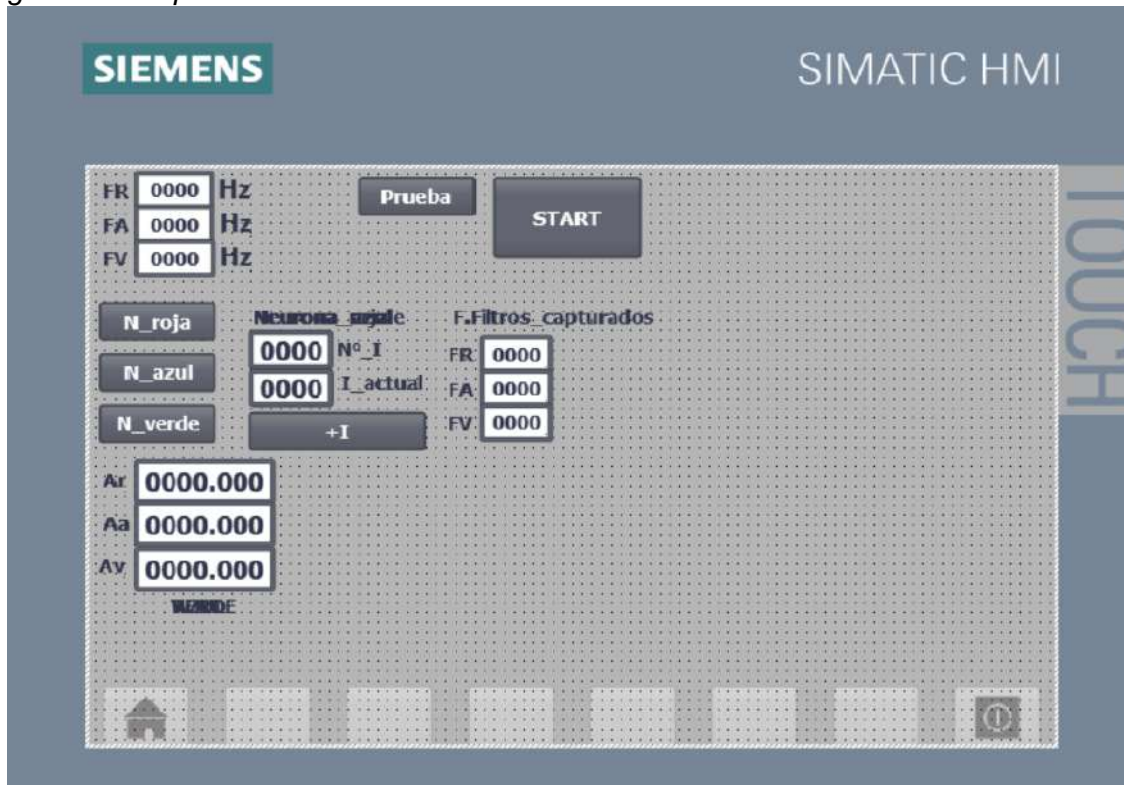 SIEMENS
SIMATIC HMI
TOUCH
FR 0000 Hz
FA 0000 Hz
FV 0000 Hz
Prueba
START
N_roja
N_azul
N_verde
F.Filtros_capturados
0000 Nº_I
0000 I_actual
+I
FR 0000
FA 0000
FV 0000
Ar 0000.000
Aa 0000.000
Av 0000.000